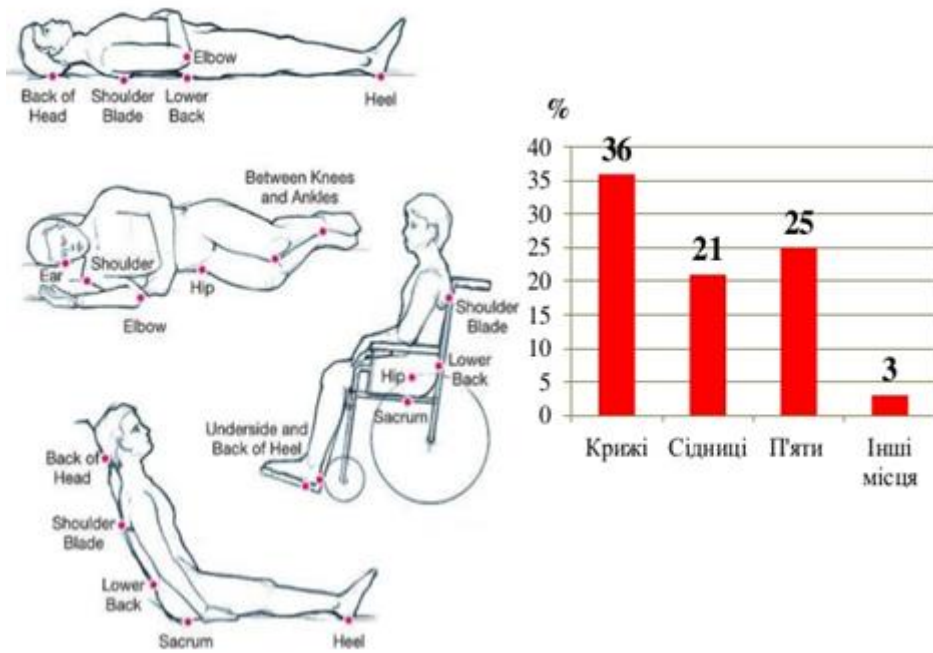 Elbow
Back of
Head
Shoulder
Blade
Lower
Back
Heel
Between Knees
and Ankles
Ear
Shoulder
Hip
Elbow
Shoulder
Blade
Lower
Back
Hip
Sacrum
Underside and
Back of Heel
Back of
Head
Shoulder
Blade
Lower
Back
Sacrum
Heel
%
40
35
30
25
20
15
10
5
0
36
21
25
3
Крижі
Сідниці
П'яти
Інші
місця